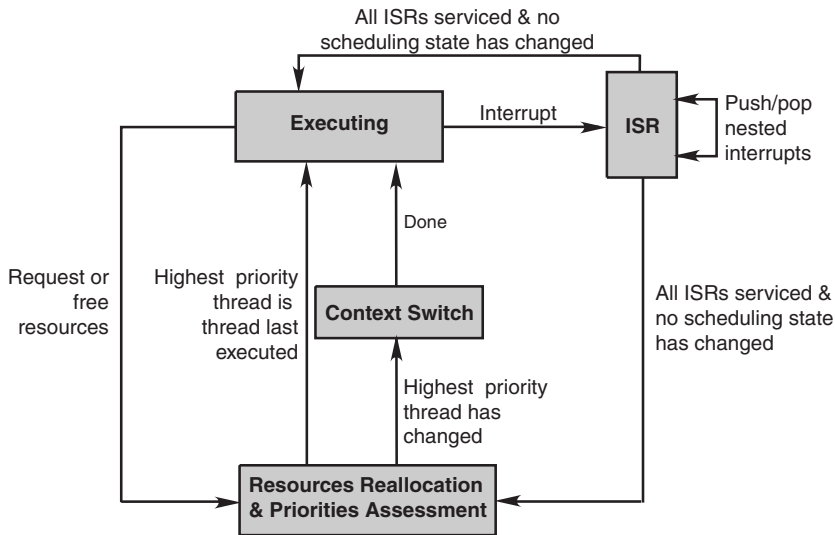 All ISRs serviced & no
scheduling state has changed
Executing
Interrupt
ISR
Push/pop
nested
interrupts
Done
Request or
free
resources
Highest priority
thread is
thread last
executed
Context Switch
All ISRs serviced &
no scheduling state
has changed
Highest priority
thread has
changed
Resources Reallocation
& Priorities Assessment